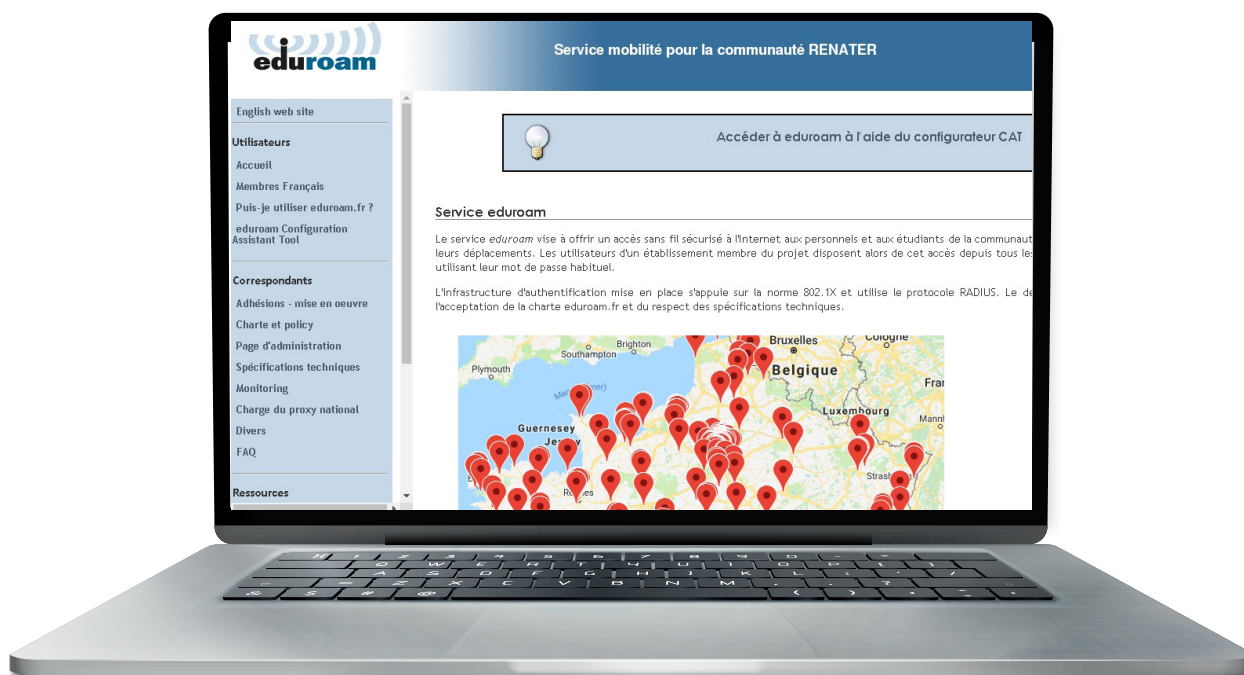 eduroam
Service mobilité pour la communauté RENATER
English web site
Utilisateurs
Accueil
Membres Français
Puis-je utiliser eduroam.fr ?
eduroam Configuration
Assistant Tool
Correspondants
Adhésions - mise en oeuvre
Charte et policy
Page d'administration
Spécifications techniques
Monitoring
Charge du proxy national
Divers
FAQ
Ressources
Accéder à eduroam à l'aide du configurateur CAT
Service eduroam
Le service eduroam vise à offrir un accès sans fil sécurisé à l'Internet aux personnels et aux étudiants de la communaut
leurs déplacements. Les utilisateurs d'un établissement membre du projet disposent alors de cet accès depuis tous les
utilisant leur mot de passe habituel.
L'infrastructure d'authentification mise en place s'appuie sur la norme 802.1X et utilise le protocole RADIUS. Le de
l'acceptation de la charte eduroam.fr et du respect des spécifications techniques.
Brighton
Southampton
Plymouth
Bruxelles
Cologne
Belgique
Fran
Luxembourg
Mann
Guernesey